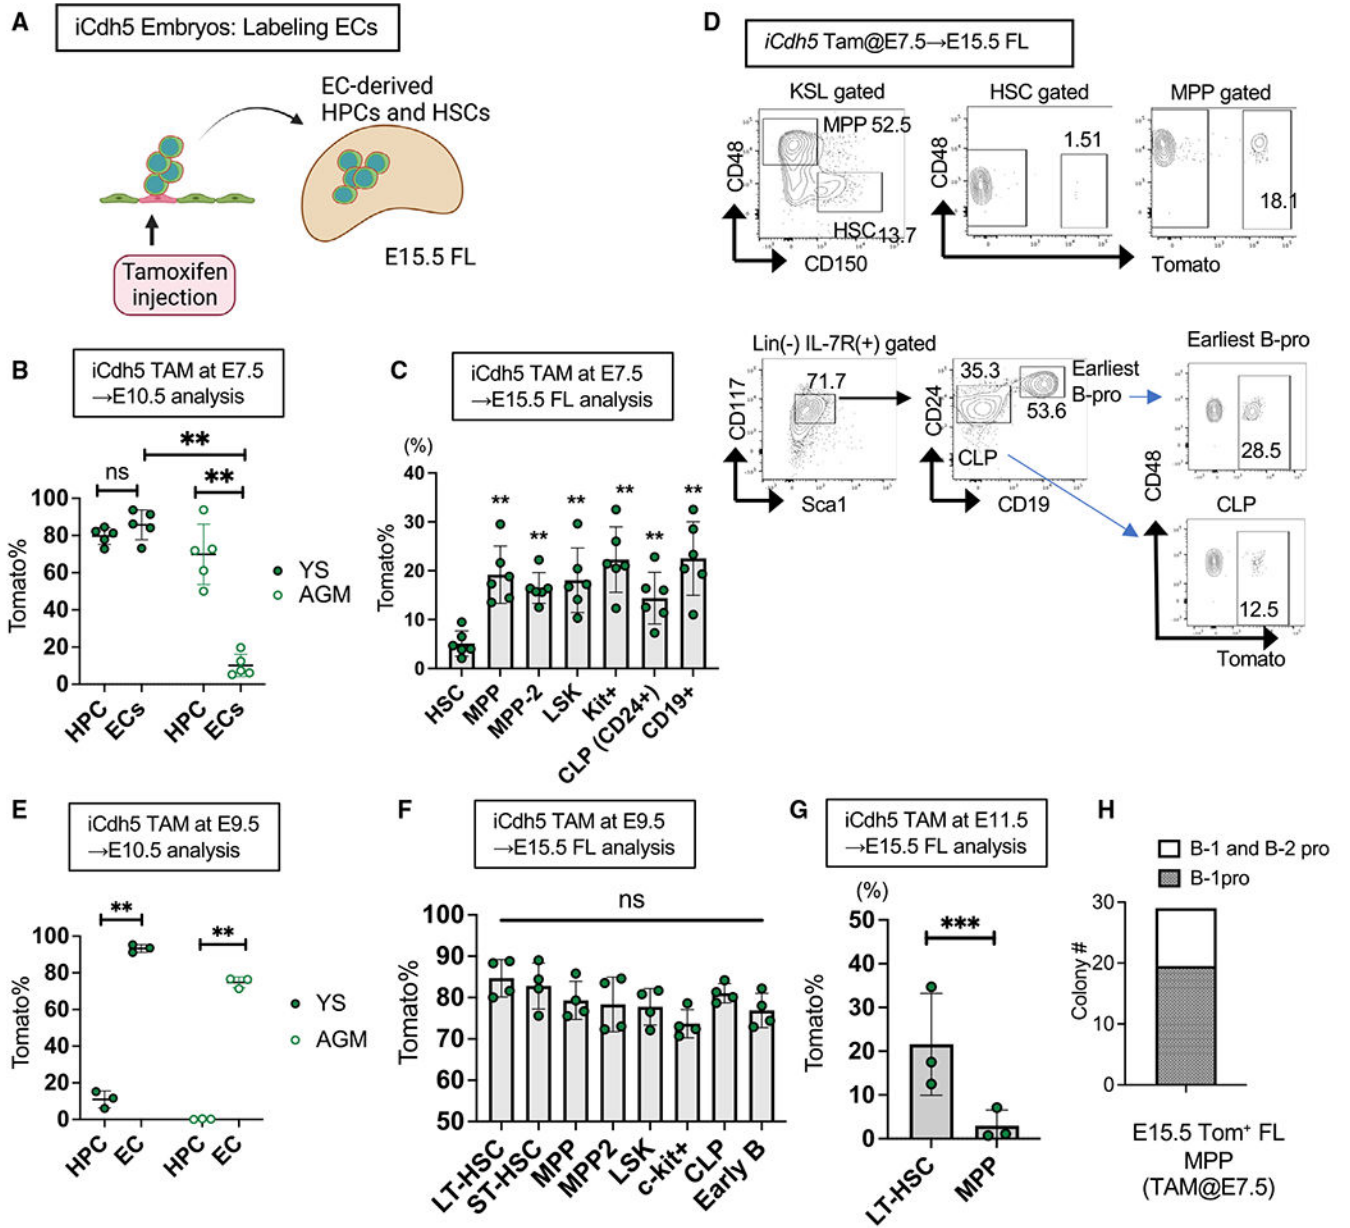 A
iCdh5 Embryos: Labeling ECs
EC-derived
HPCs and HSCs
E15.5 FL
Tamoxifen
injection
B
iCdh5 TAM at E7.5
→E10.5 analysis
**
ns
**
100
80
60
40
20
0
Tomato%
HPC
ECs
HPC
ECs
YS
AGM
C
iCdh5 TAM at E7.5
→E15.5 FL analysis
(%)
40
30
20
10
0
Tomato%
**
**
**
**
**
**
HSC
MPP
MPP-2
LSK
Kit+
CLP (CD24+)
CD19+
D
iCdh5 Tam@E7.5→E15.5 FL
KSL gated
HSC gated
MPP gated
MPP 52.5
HSC 13.7
CD48
CD150
1.51
CD48
18.1
Tomato
Lin(-) IL-7R(+) gated
71.7
CD117
Sca1
35.3
53.6
CD24
CLP
CD19
Earliest
B-pro
Earliest B-pro
28.5
CD48
CLP
12.5
Tomato
E
iCdh5 TAM at E9.5
→E10.5 analysis
**
**
100
80
60
40
20
0
Tomato%
HPC
EC
HPC
EC
YS
AGM
F
iCdh5 TAM at E9.5
→E15.5 FL analysis
ns
100
90
80
70
60
50
Tomato%
LT-HSC
ST-HSC
MPP
MPP2
LSK
c-kit+
CLP
Early B
G
iCdh5 TAM at E11.5
→E15.5 FL analysis
(%)
***
50
40
30
20
10
0
Tomato%
LT-HSC
MPP
H
B-1 and B-2 pro
B-1pro
30
20
10
0
Colony #
E15.5 Tom⁺ FL
MPP
(TAM@E7.5)